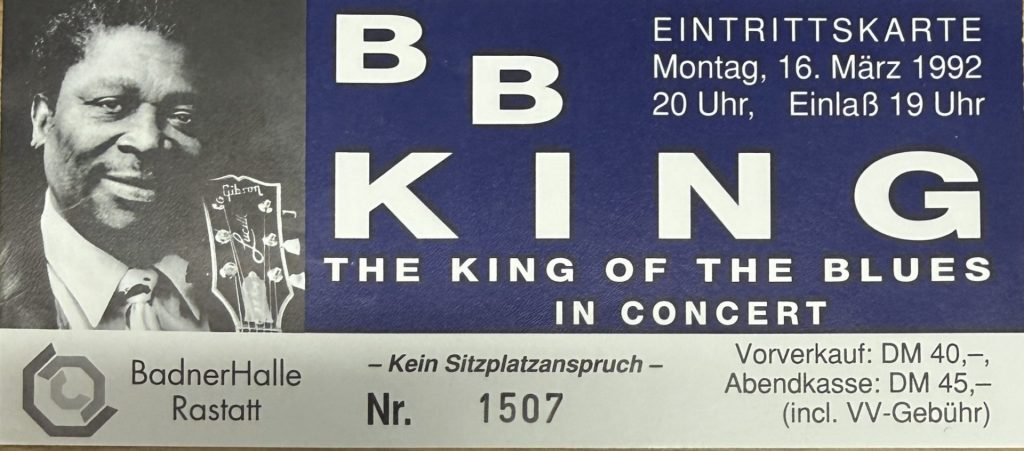 B B
KING
THE KING OF THE BLUES
IN CONCERT
EINTRITTSKARTE
Montag, 16. März 1992
20 Uhr, Einlaß 19 Uhr
Gibson
Lucille
BadnerHalle
Rastatt
– Kein Sitzplatzanspruch –
Nr. 1507
Vorverkauf: DM 40,–,
Abendkasse: DM 45,–
(incl. VV-Gebühr)